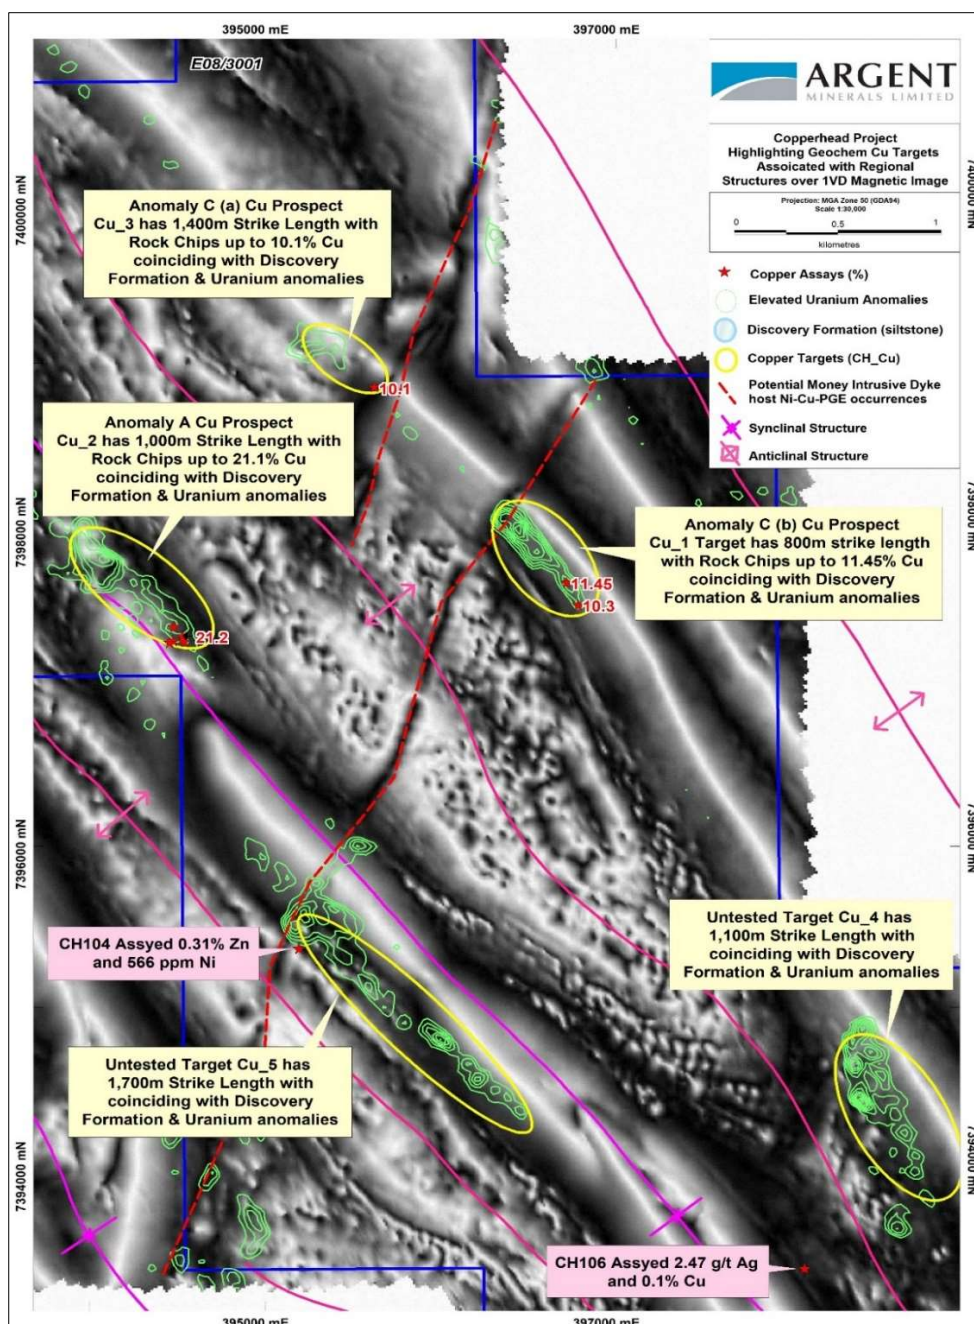 395000 mE
397000 mE
E08/3001
ARGENT
MINERALS LIMITED
Copperhead Project
Highlighting Geochem Cu Targets
Assoicated with Regional
Structures over 1VD Magnetic Image
Projection: MGA Zone 50 (GDA94)
Scale 1:30,000
0
0.5
1
kilometres
Copper Assays (%)
Elevated Uranium Anomalies
Discovery Formation (siltstone)
Copper Targets (CH_Cu)
Potential Money Intrusive Dyke
host Ni-Cu-PGE occurrences
Synclinal Structure
Anticlinal Structure
7400000 mN
7400000 mN
Anomaly C (a) Cu Prospect
Cu_3 has 1,400m Strike Length with
Rock Chips up to 10.1% Cu
coinciding with Discovery
Formation & Uranium anomalies
10.1
Anomaly A Cu Prospect
Cu_2 has 1,000m Strike Length with
Rock Chips up to 21.1% Cu
coinciding with Discovery
Formation & Uranium anomalies
7398000 mN
7398000 mN
Anomaly C (b) Cu Prospect
Cu_1 Target has 800m strike length
with Rock Chips up to 11.45% Cu
coinciding with Discovery
Formation & Uranium anomalies
11.45
10.3
21.2
7396000 mN
7396000 mN
Untested Target Cu_4 has
1,100m Strike Length with
coinciding with Discovery
Formation & Uranium anomalies
CH104 Assyed 0.31% Zn
and 566 ppm Ni
Untested Target Cu_5 has
1,700m Strike Length with
coinciding with Discovery
Formation & Uranium anomalies
7394000 mN
7394000 mN
CH106 Assyed 2.47 g/t Ag
and 0.1% Cu
395000 mE
397000 mE